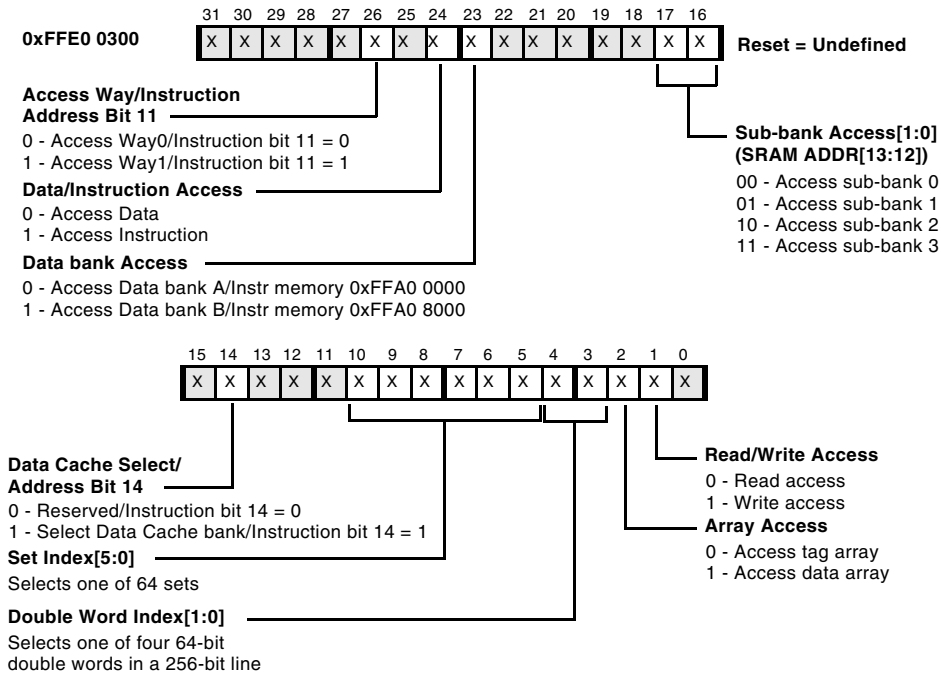 31 30 29 28 27 26 25 24 23 22 21 20 19 18 17 16
0xFFE0 0300
X X X X X X X X X X X X X X X X
Reset = Undefined
Access Way/Instruction
Address Bit 11
0 - Access Way0/Instruction bit 11 = 0
1 - Access Way1/Instruction bit 11 = 1
Data/Instruction Access
0 - Access Data
1 - Access Instruction
Data bank Access
0 - Access Data bank A/Instr memory 0xFFA0 0000
1 - Access Data bank B/Instr memory 0xFFA0 8000
Sub-bank Access[1:0]
(SRAM ADDR[13:12])
00 - Access sub-bank 0
01 - Access sub-bank 1
10 - Access sub-bank 2
11 - Access sub-bank 3
15 14 13 12 11 10 9 8 7 6 5 4 3 2 1 0
X X X X X X X X X X X X X X X X
Data Cache Select/
Address Bit 14
0 - Reserved/Instruction bit 14 = 0
1 - Select Data Cache bank/Instruction bit 14 = 1
Set Index[5:0]
Selects one of 64 sets
Double Word Index[1:0]
Selects one of four 64-bit
double words in a 256-bit line
Read/Write Access
0 - Read access
1 - Write access
Array Access
0 - Access tag array
1 - Access data array